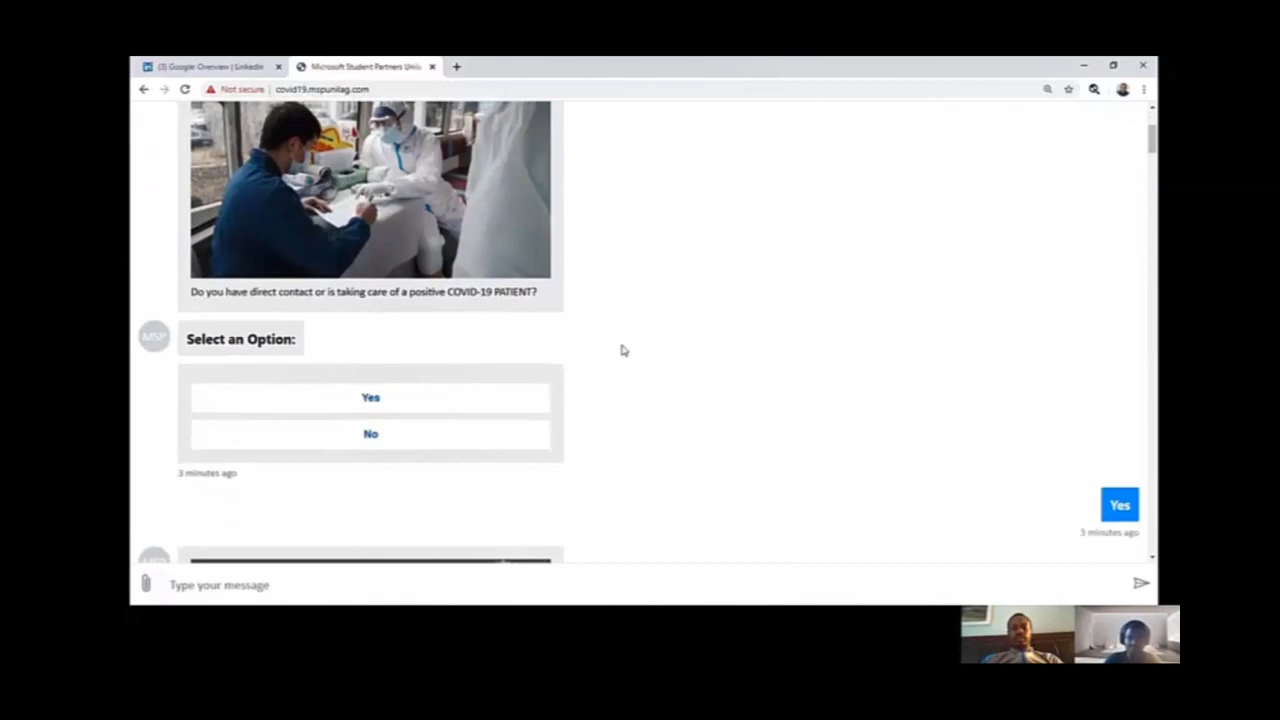 (3) Google: Overview | LinkedIn
Microsoft Student Partners Unila
Not secure
covid19.mspunilag.com
Do you have direct contact or is taking care of a positive COVID-19 PATIENT?
MSP
Select an Option:
Yes
No
3 minutes ago
Yes
3 minutes ago
Type your message